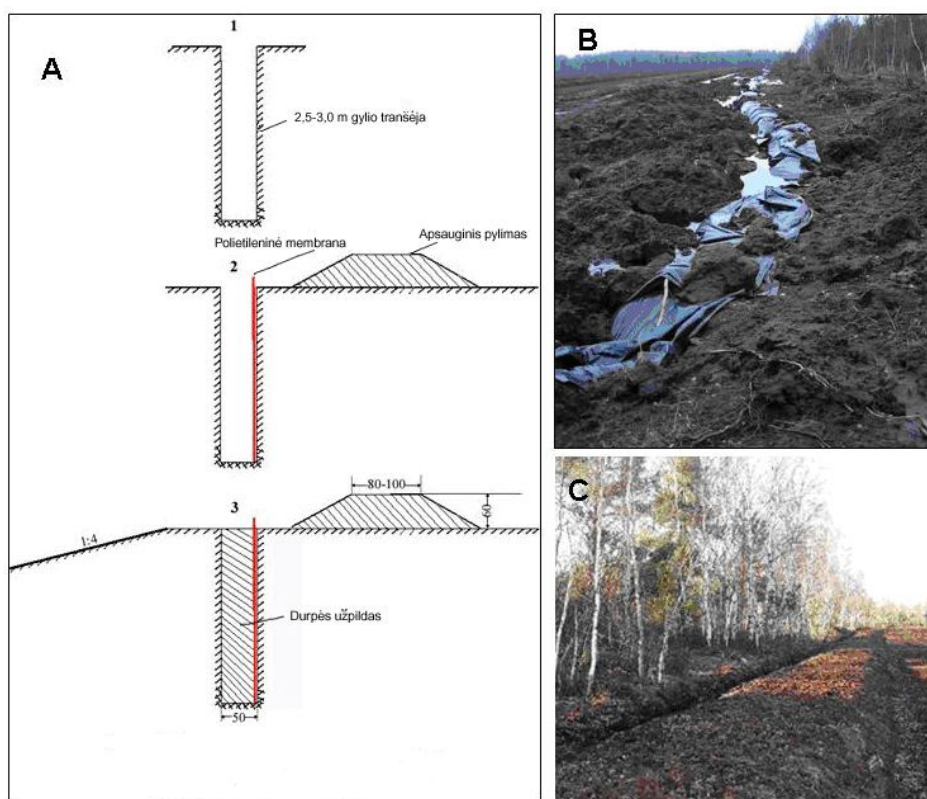 A
1
2,5-3,0 m gylio tranšėja
Polietileninė membrana
Apsauginis pylimas
2
80-100
3
60
1:4
Durpės užpildas
50
B
C